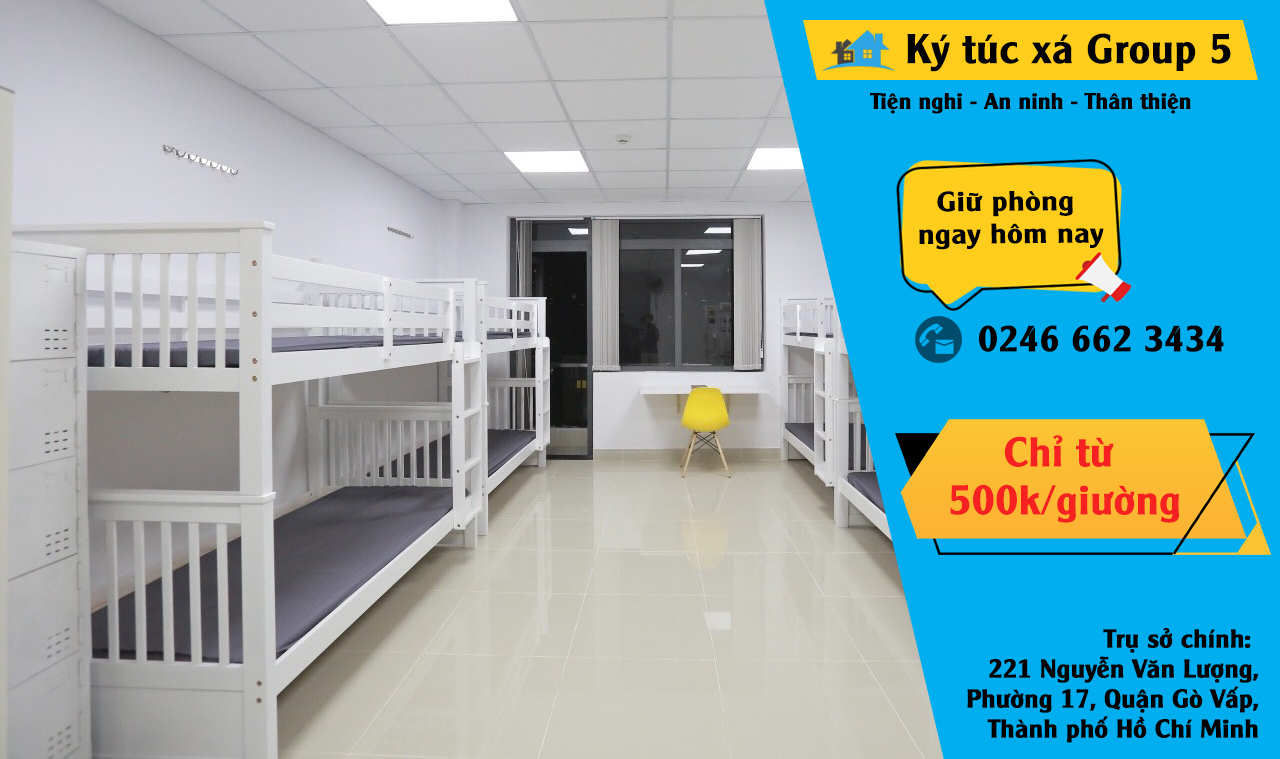 Ký túc xá Group 5
Tiện nghi - An ninh - Thân thiện
Giữ phòng
ngay hôm nay
0246 662 3434
Chỉ từ
500k/giường
Trụ sở chính:
221 Nguyễn Văn Lượng,
Phường 17, Quận Gò Vấp,
Thành phố Hồ Chí Minh